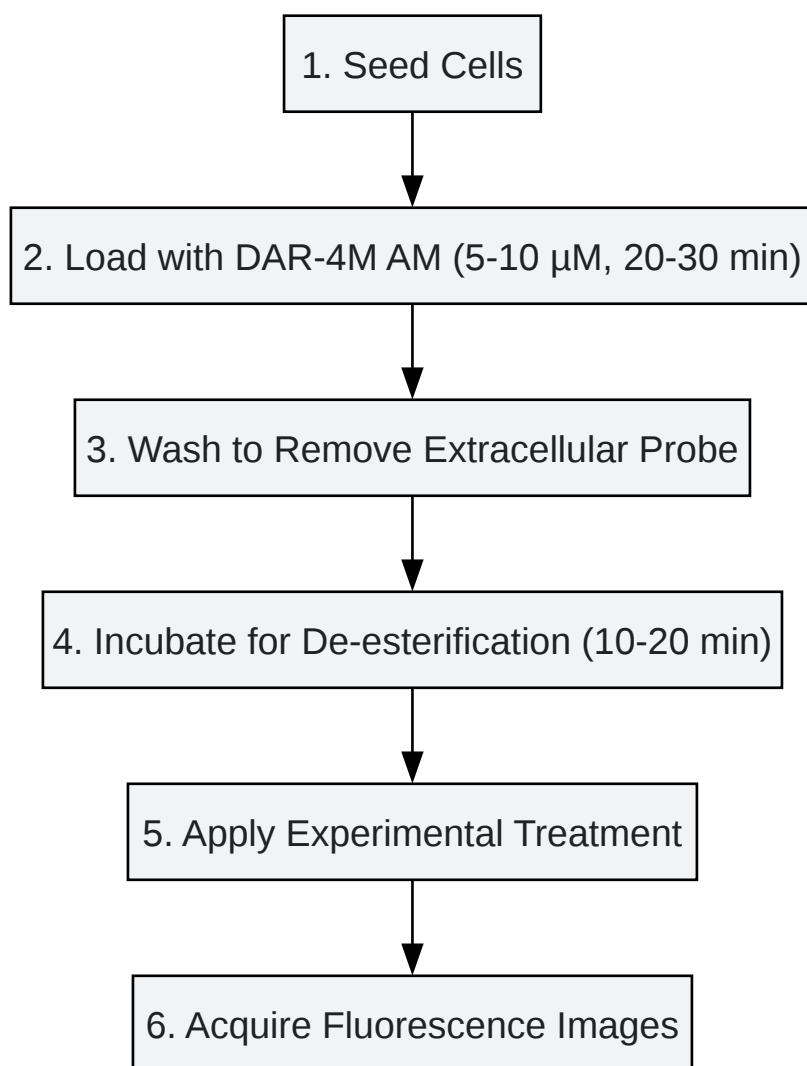 1. Seed Cells
2. Load with DAR-4M AM (5-10 µM, 20-30 min)
3. Wash to Remove Extracellular Probe
4. Incubate for De-esterification (10-20 min)
5. Apply Experimental Treatment
6. Acquire Fluorescence Images